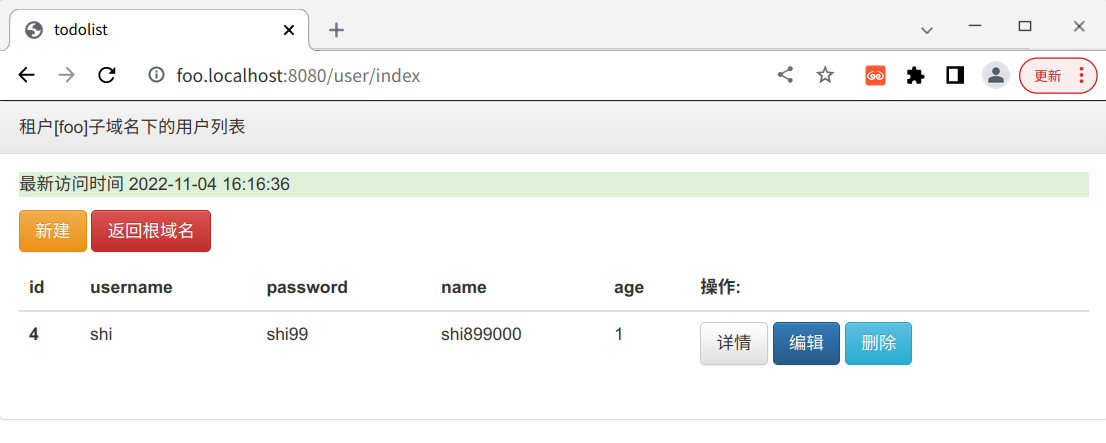 todolist
foo.localhost:8080/user/index
更新
租户[foo]子域名下的用户列表
最新访问时间 2022-11-04 16:16:36
新建 返回根域名
id username password name age 操作:
4 shi shi99 shi899000 1 详情 编辑 删除